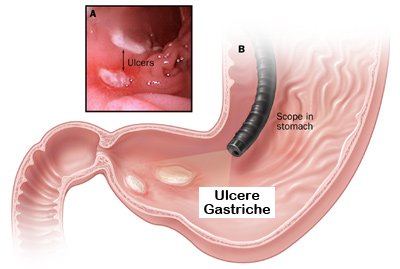 A
Ulcers
B
Scope in
stomach
Ulcere
Gastriche